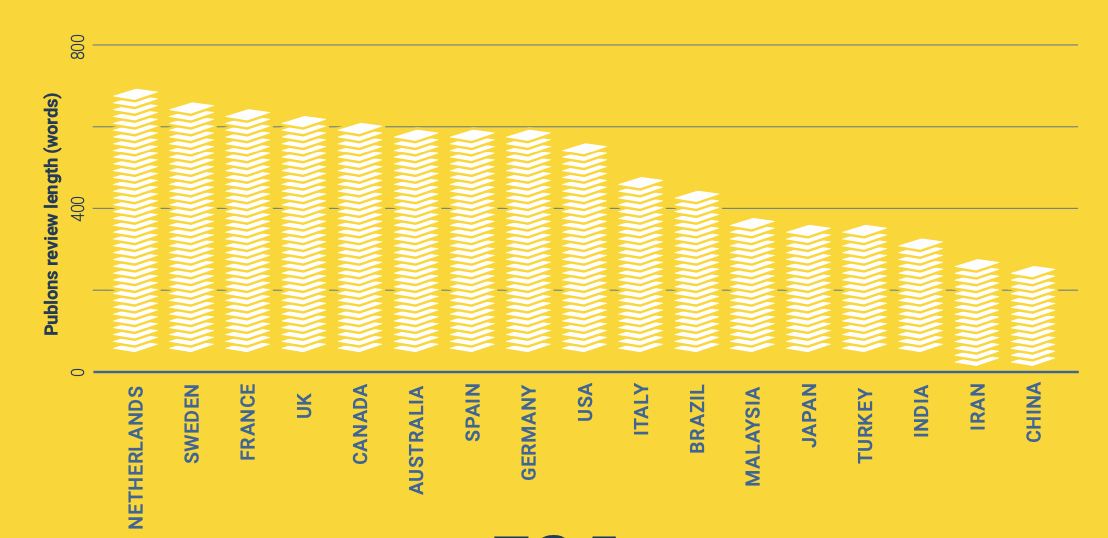 Publons review length (words)
800
400
0
NETHERLANDS
SWEDEN
FRANCE
UK
CANADA
AUSTRALIA
SPAIN
GERMANY
USA
ITALY
BRAZIL
MALAYSIA
JAPAN
TURKEY
INDIA
IRAN
CHINA